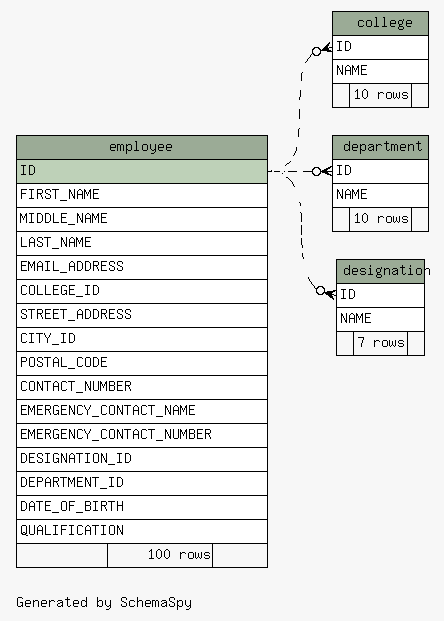 employee
ID
FIRST_NAME
MIDDLE_NAME
LAST_NAME
EMAIL_ADDRESS
COLLEGE_ID
STREET_ADDRESS
CITY_ID
POSTAL_CODE
CONTACT_NUMBER
EMERGENCY_CONTACT_NAME
EMERGENCY_CONTACT_NUMBER
DESIGNATION_ID
DEPARTMENT_ID
DATE_OF_BIRTH
QUALIFICATION
100 rows
college
ID
NAME
10 rows
department
ID
NAME
10 rows
designation
ID
NAME
7 rows
Generated by SchemaSpy